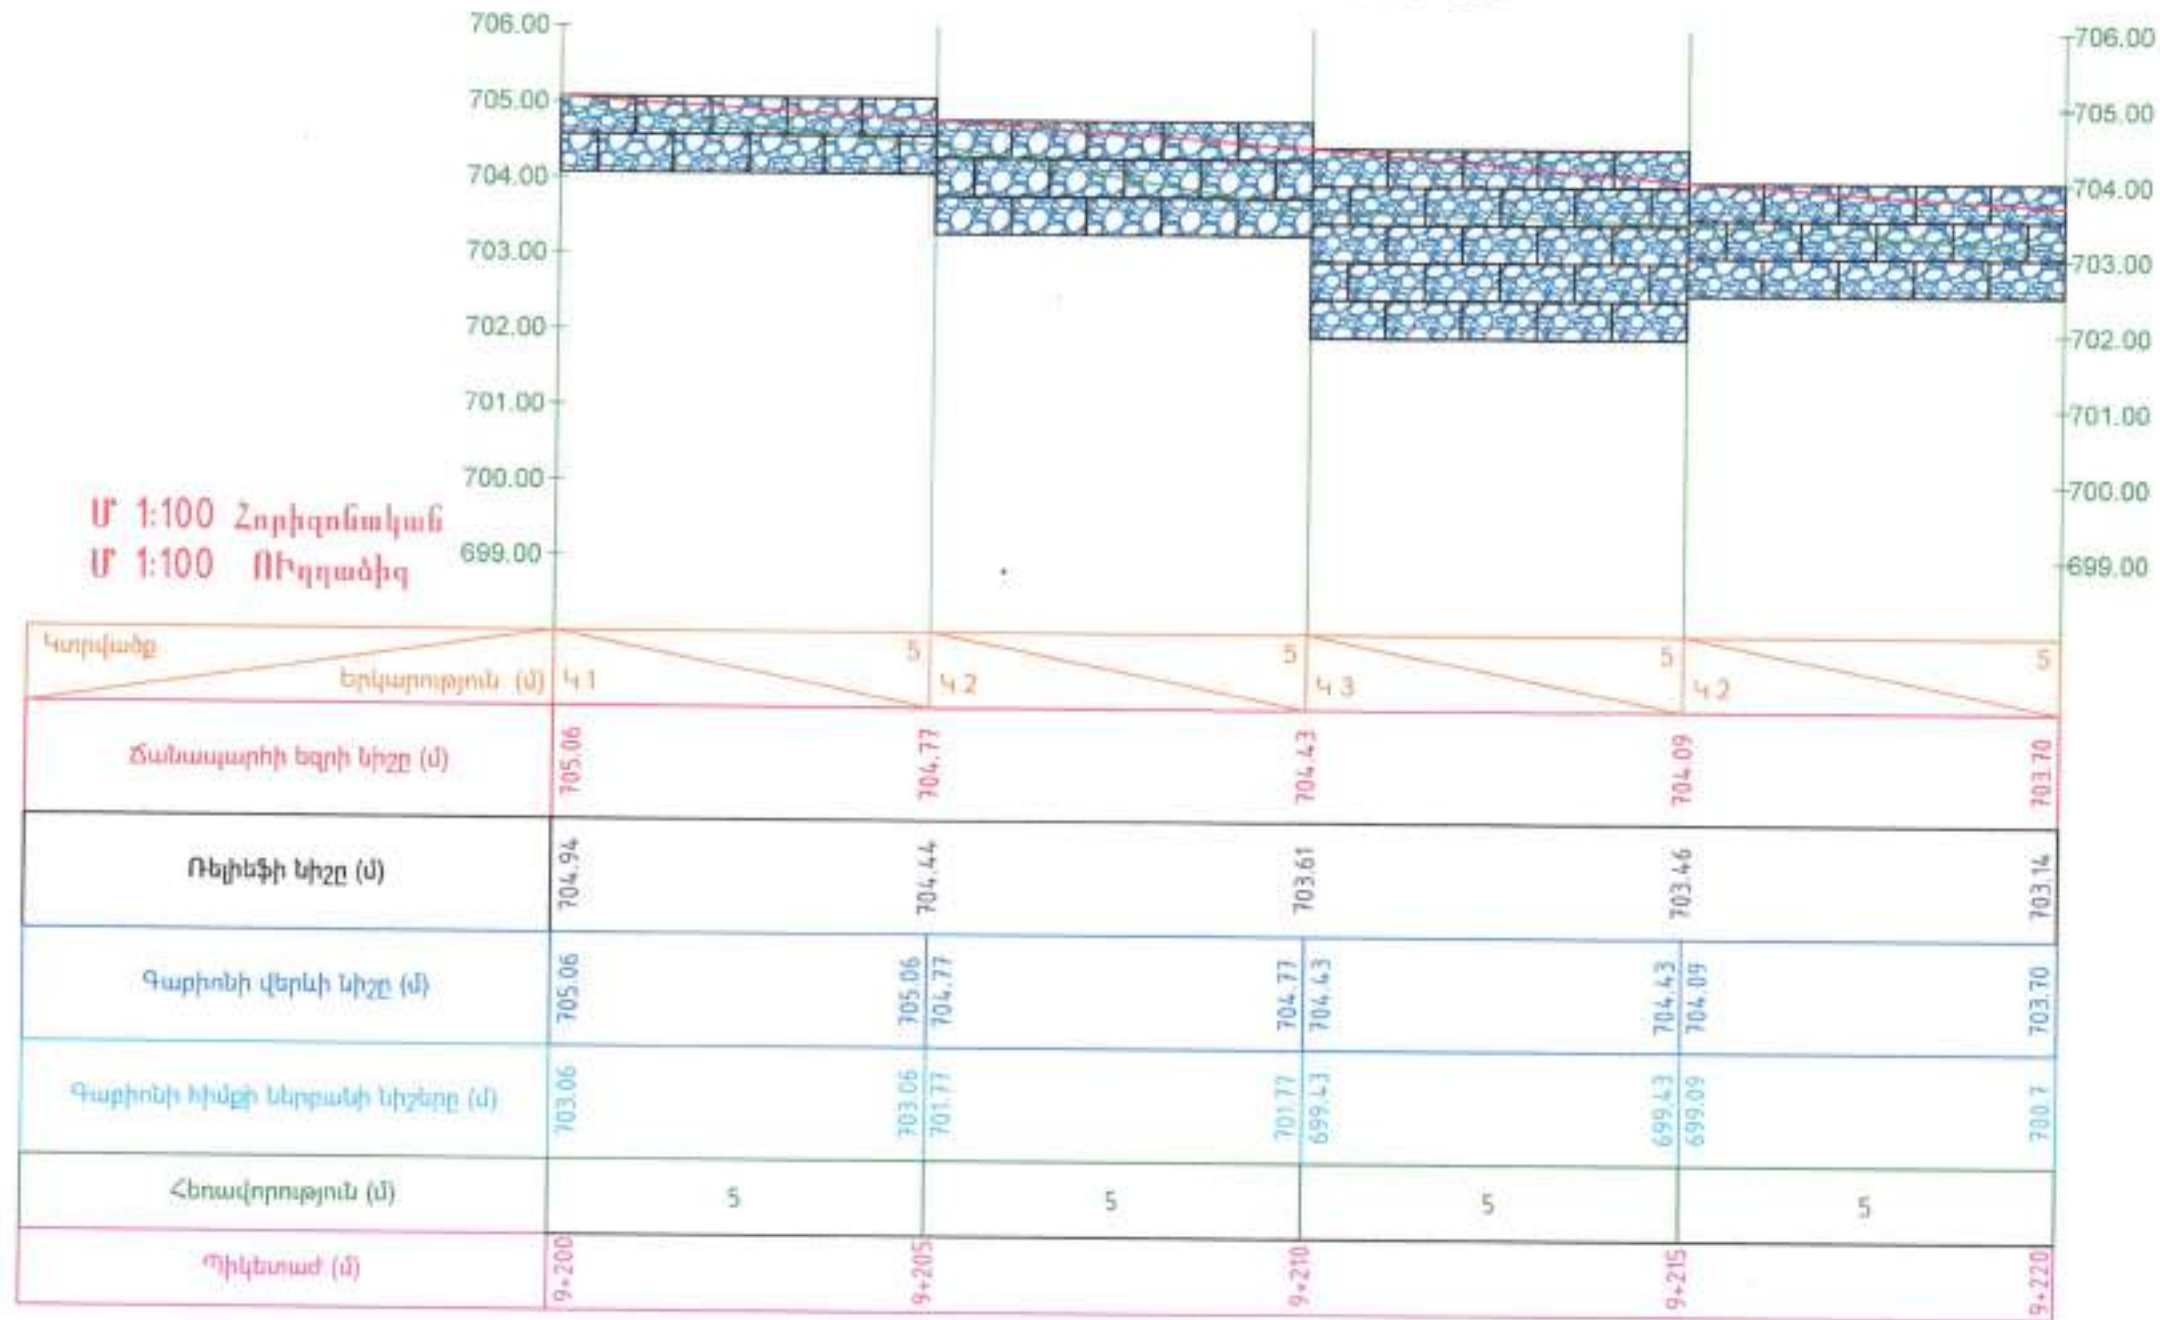 706.00
705.00
704.00
703.00
702.00
701.00
700.00
699.00
706.00
705.00
704.00
703.00
702.00
701.00
700.00
699.00
Մ 1:100 Հորիզոնական
Մ 1:100 ՈՒղղաձիգ
Կտրվածք
Երկարություն (մ)
Կ 1 5 Կ 2 5 Կ 3 5 Կ 2 5
Ճանապարհի եզրի նիշը (մ) 705.06 704.77 704.43 704.09 703.70
Ռելիեֆի նիշը (մ) 704.94 704.44 703.61 703.46 703.14
Գաբիոնի վերևի նիշը (մ) 705.06 705.06 704.77 704.77 704.43 704.43 704.09 703.70
Գաբիոնի հիմքի ներբանի նիշերը (մ) 703.06 703.06 701.77 701.77 699.43 699.43 699.09 700.7
Հեռավորություն (մ) 5 5 5 5
Պիկետաժ (մ) 9+200 9+205 9+210 9+215 9+220